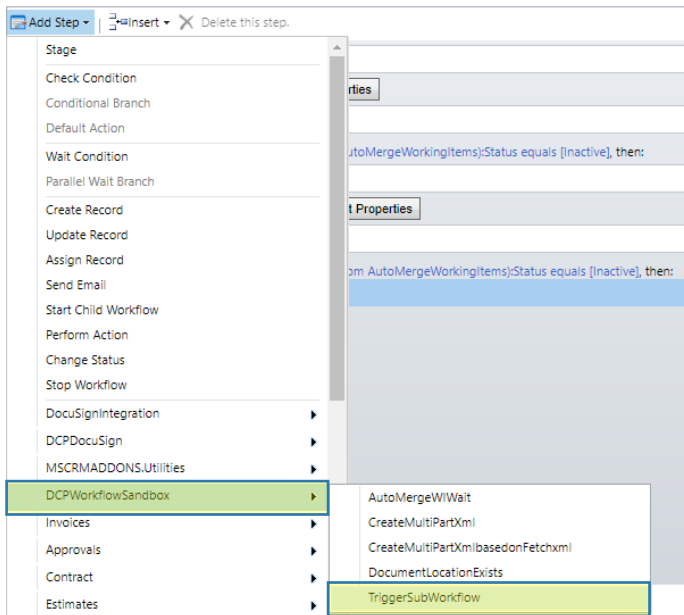 Add Step Insert Delete this step.
Stage
Check Condition
rties
Conditional Branch
Default Action
Wait Condition
utoMergeWorkingItems):Status equals [Inactive], then:
Parallel Wait Branch
Create Record
t Properties
Update Record
Assign Record
om AutoMergeWorkingItems):Status equals [Inactive], then:
Send Email
Start Child Workflow
Perform Action
Change Status
Stop Workflow
DocuSignIntegration
DCPDocuSign
MSCRMADDONS.Utilities
DCPWorkflowSandbox
AutoMergeWIWait
Invoices
CreateMultiPartXml
Approvals
CreateMultiPartXmlbasedonFetchxml
Contract
DocumentLocationExists
Estimates
TriggerSubWorkflow